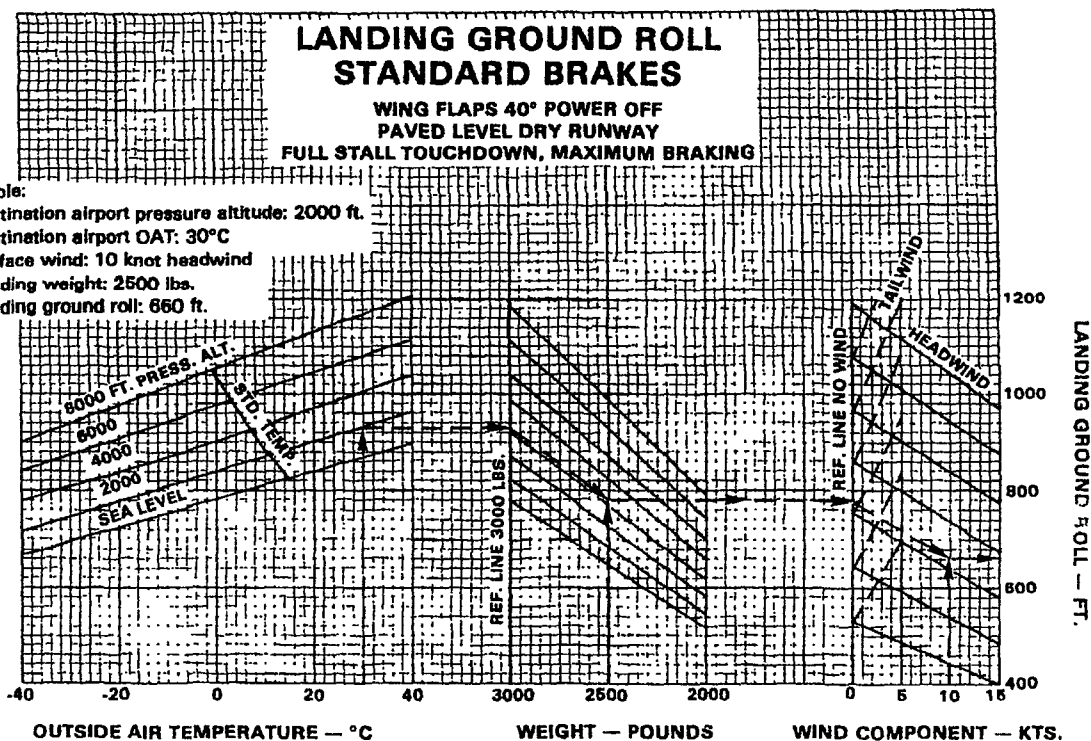 LANDING GROUND ROLL
STANDARD BRAKES
WING FLAPS 40° POWER OFF
PAVED LEVEL DRY RUNWAY
FULL STALL TOUCHDOWN, MAXIMUM BRAKING
ple:
tination airport pressure altitude: 2000 ft.
tination airport OAT: 30°C
face wind: 10 knot headwind
ding weight: 2500 lbs.
ding ground roll: 660 ft.
8000 FT. PRESS. ALT.
6000
4000
2000
SEA LEVEL
STD. TEMP
REF. LINE 3000 LBS.
REF. LINE NO WIND
TAILWIND
HEADWIND
1200
1000
800
600
400
LANDING GROUND ROLL — FT.
-40 -20 0 20 40
3000 2500 2000
0 5 10 15
OUTSIDE AIR TEMPERATURE — °C
WEIGHT — POUNDS
WIND COMPONENT — KTS.